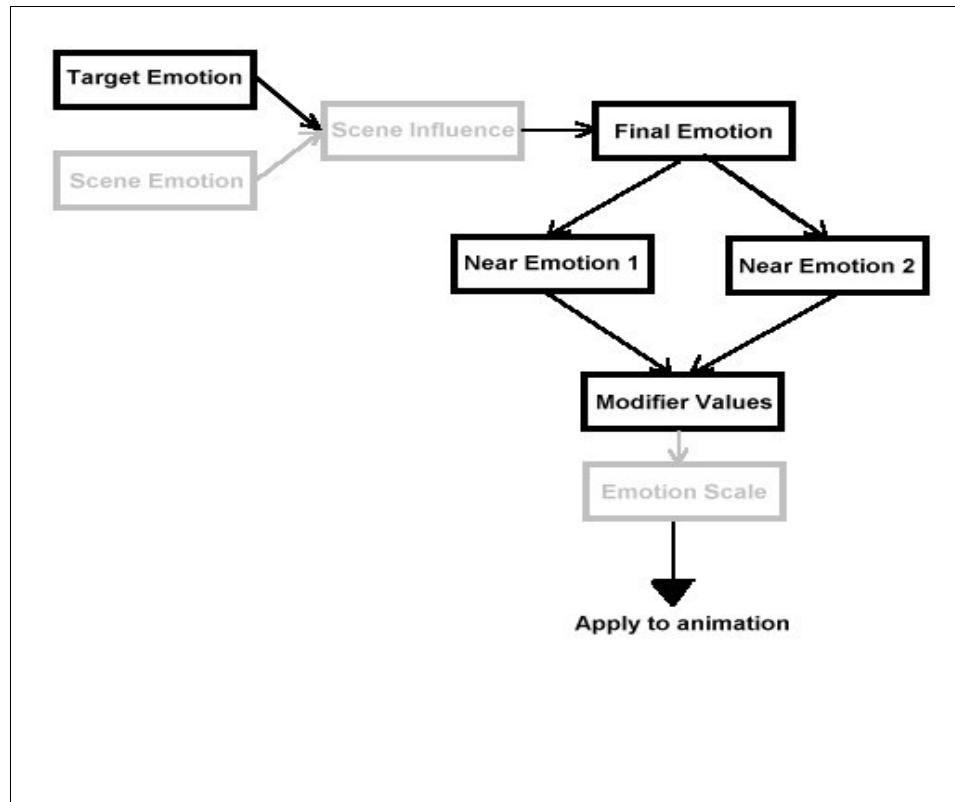 Target Emotion
Scene Influence
Final Emotion
Scene Emotion
Near Emotion 1
Near Emotion 2
Modifier Values
Emotion Scale
Apply to animation